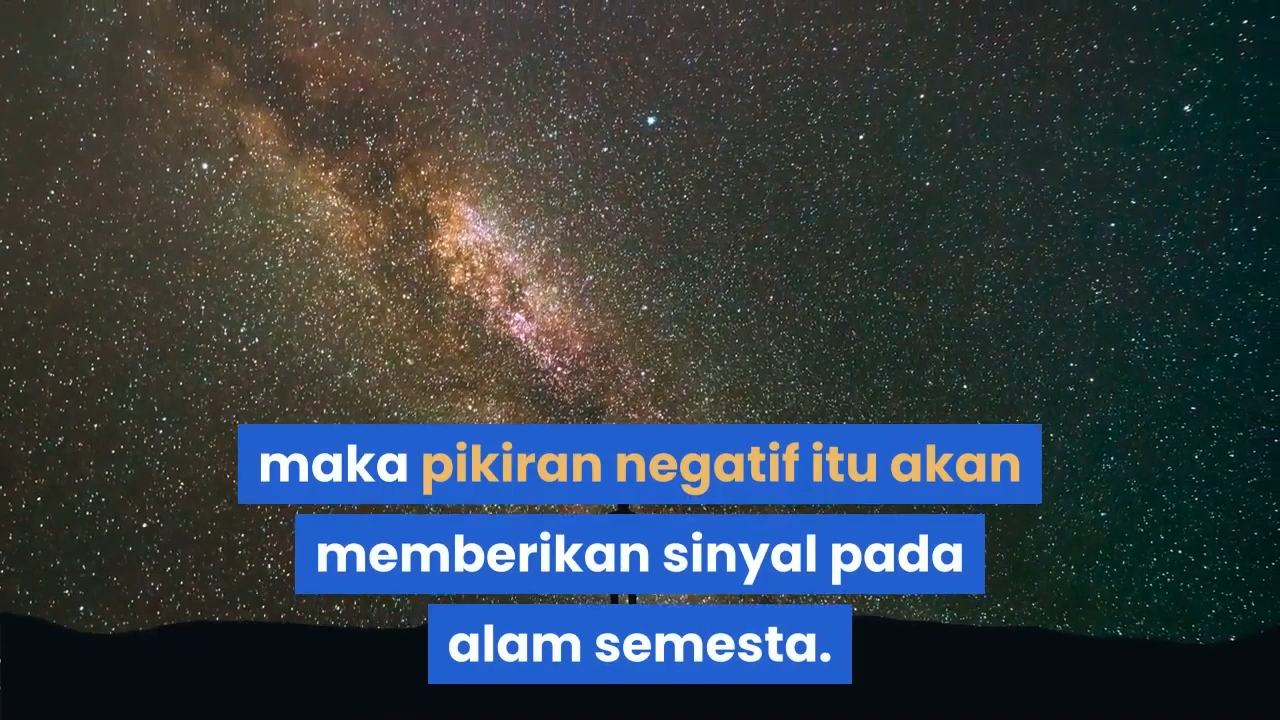 maka pikiran negatif itu akan
memberikan sinyal pada
alam semesta.